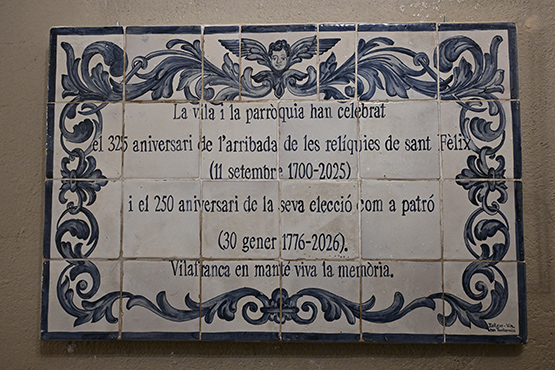 La vila i la parròquia han celebrat
el 325 aniversari de l'arribada de les relíquies de sant Fèlix
(11 setembre 1700-2025)
i el 250 aniversari de la seva elecció com a patró
(30 gener 1776-2026).
Vilafranca en manté viva la memòria.